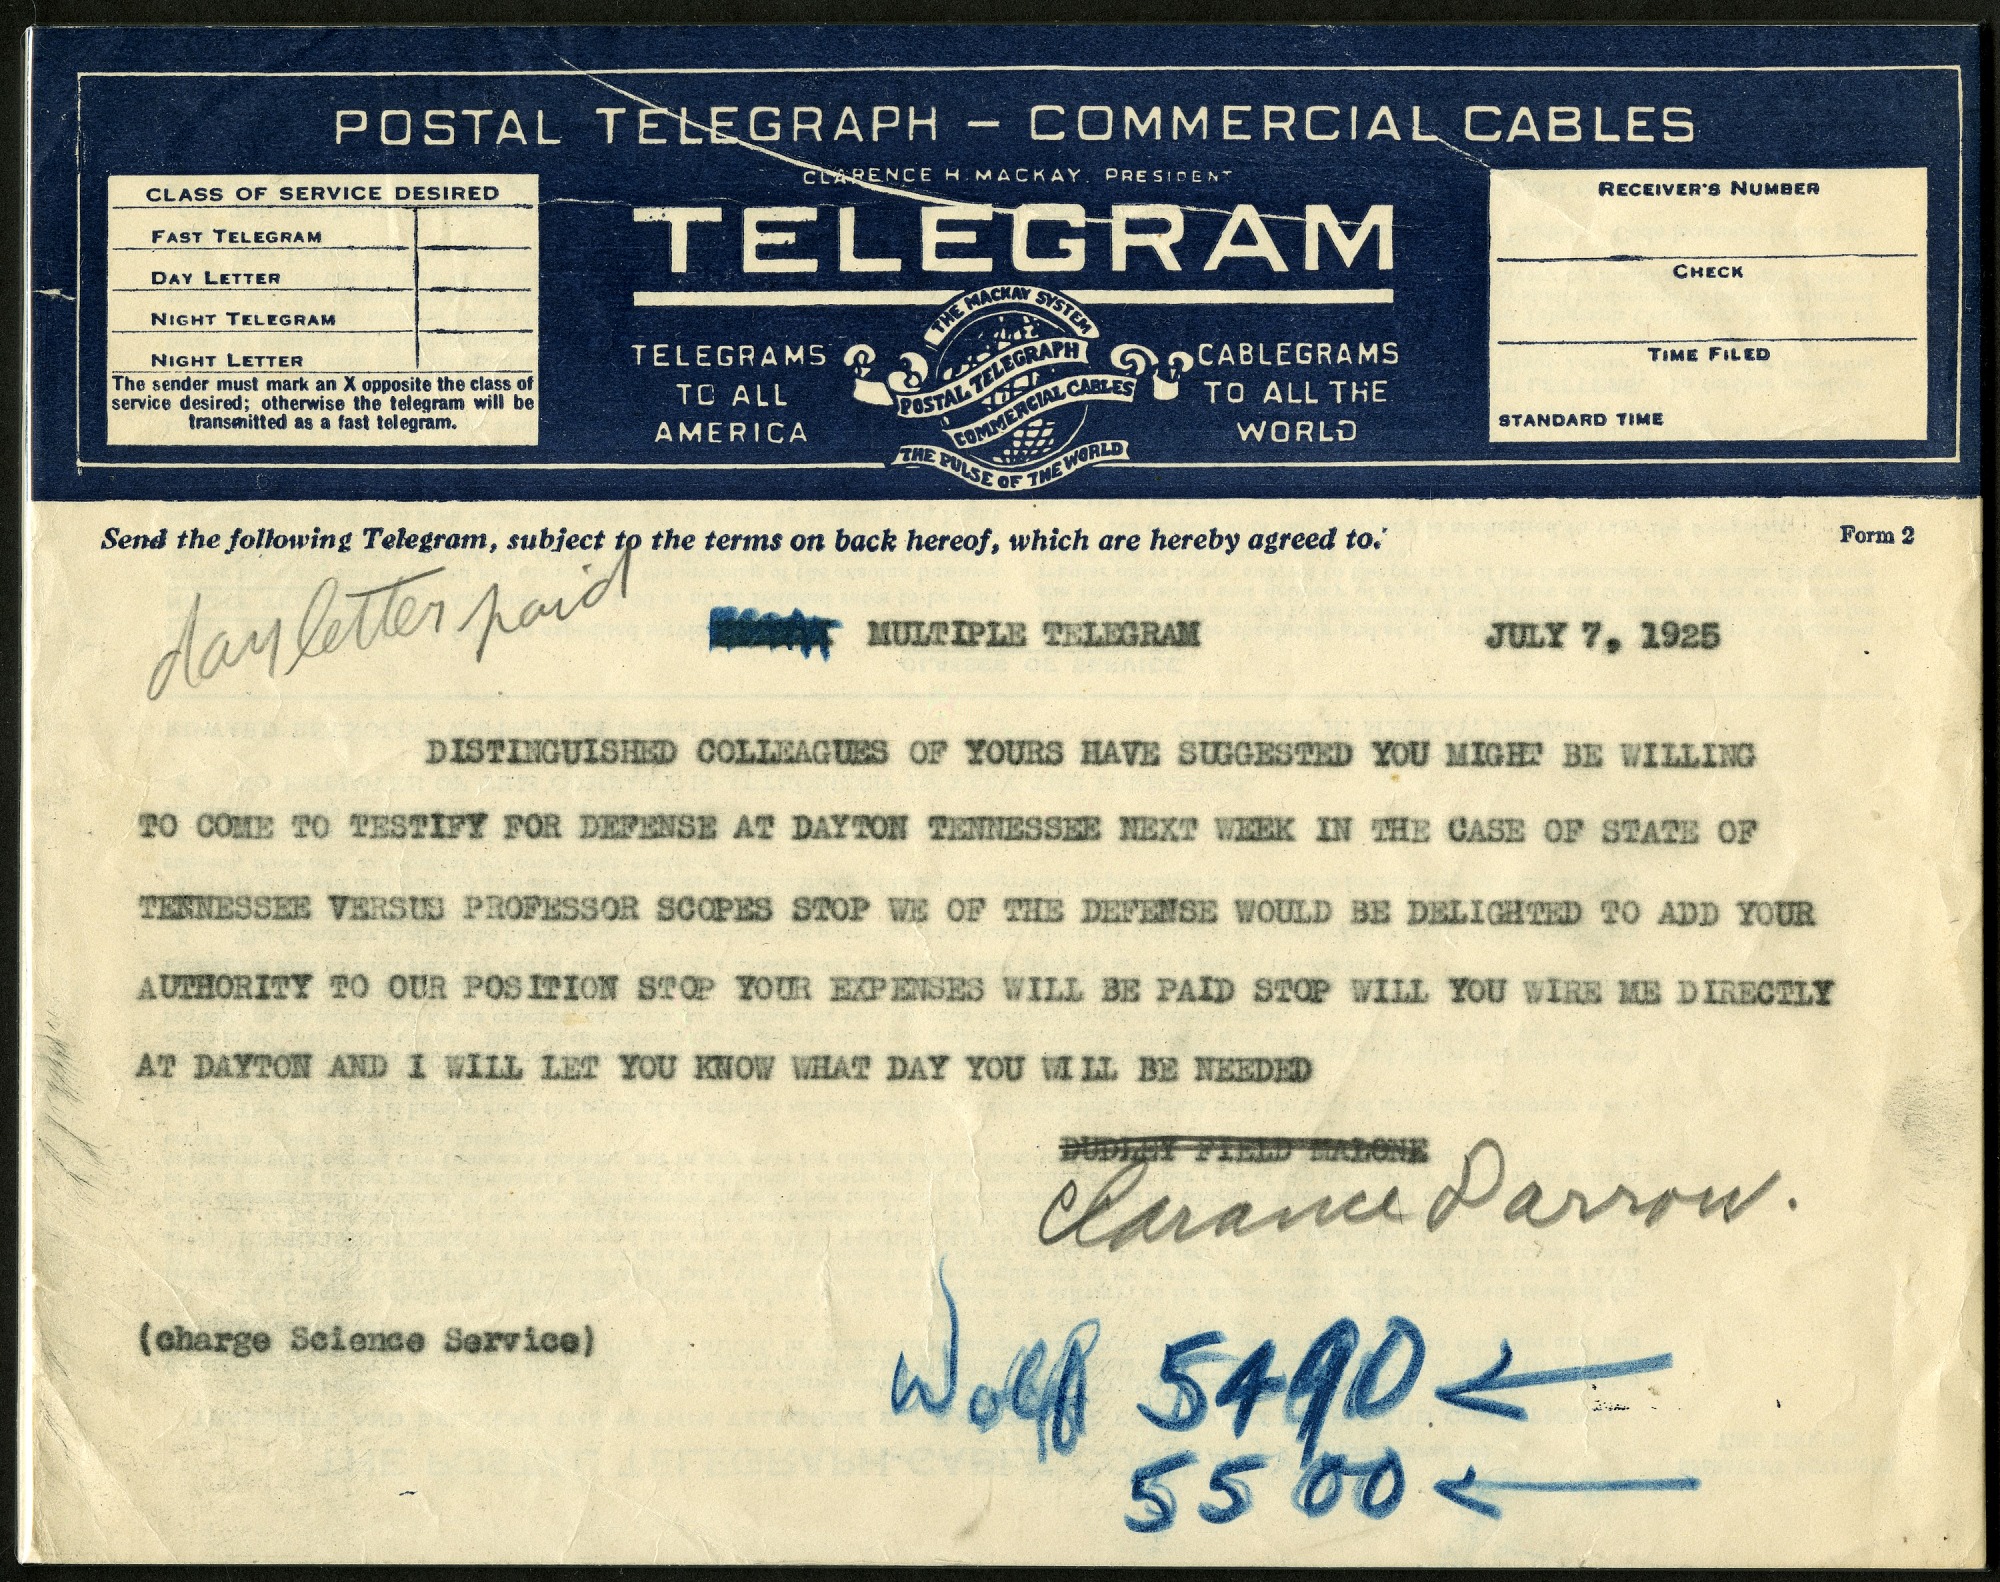 POSTAL TELEGRAPH — COMMERCIAL CABLES
CLARENCE H. MACKAY, PRESIDENT
TELEGRAM
CLASS OF SERVICE DESIRED
FAST TELEGRAM
DAY LETTER
NIGHT TELEGRAM
NIGHT LETTER
The sender must mark an X opposite the class of
service desired; otherwise the telegram will be
transmitted as a fast telegram.
TELEGRAMS
TO ALL
AMERICA
THE MACKAY SYSTEM
POSTAL TELEGRAPH
COMMERCIAL CABLES
THE PULSE OF THE WORLD
CABLEGRAMS
TO ALL THE
WORLD
RECEIVER'S NUMBER
CHECK
TIME FILED
STANDARD TIME
Send the following Telegram, subject to the terms on back hereof, which are hereby agreed to.
Form 2
day letter paid
MULTIPLE TELEGRAM JULY 7, 1925
DISTINGUISHED COLLEAGUES OF YOURS HAVE SUGGESTED YOU MIGHT BE WILLING
TO COME TO TESTIFY FOR DEFENSE AT DAYTON TENNESSEE NEXT WEEK IN THE CASE OF STATE OF
TENNESSEE VERSUS PROFESSOR SCOPES STOP WE OF THE DEFENSE WOULD BE DELIGHTED TO ADD YOUR
AUTHORITY TO OUR POSITION STOP YOUR EXPENSES WILL BE PAID STOP WILL YOU WIRE ME DIRECTLY
AT DAYTON AND I WILL LET YOU KNOW WHAT DAY YOU WILL BE NEEDED
DUDLEY FIELD MALONE
Clarance Darrow.
(charge Science Service)
5490
5500